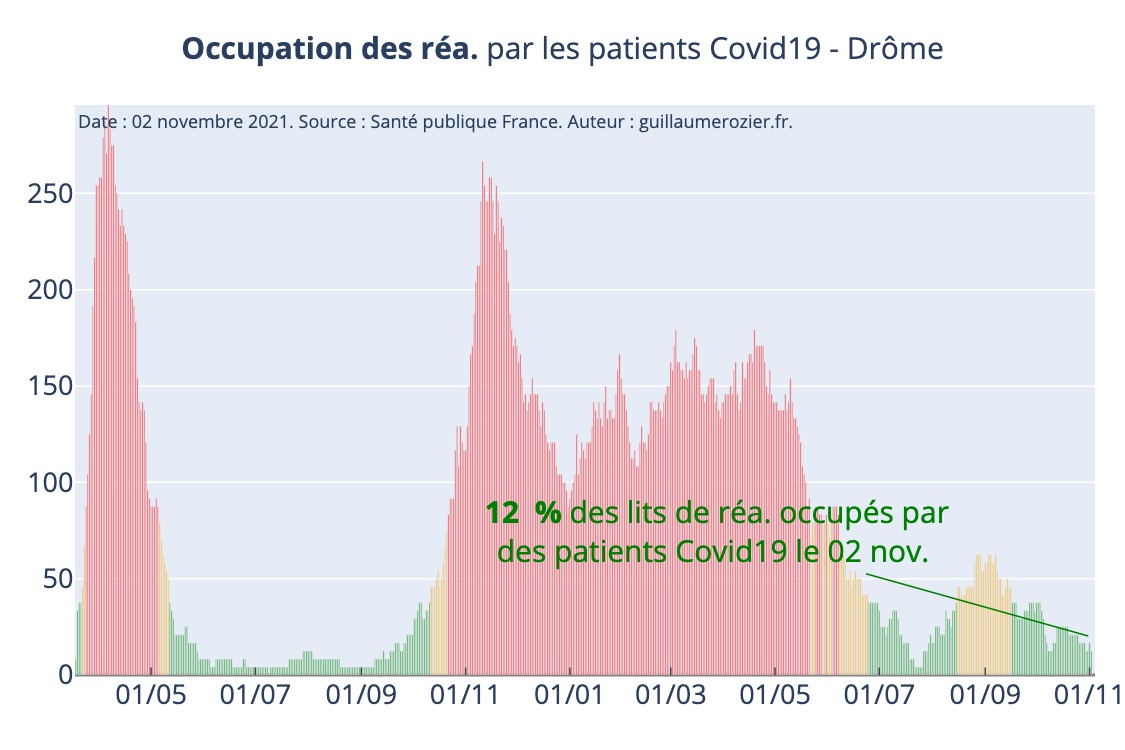 Occupation des réa. par les patients Covid19 - Drôme
Date : 02 novembre 2021. Source : Santé publique France. Auteur : guillaumerozier.fr.
250
200
150
100
50
0
12 % des lits de réa. occupés par
des patients Covid19 le 02 nov.
01/05 01/07 01/09 01/11 01/01 01/03 01/05 01/07 01/09 01/11